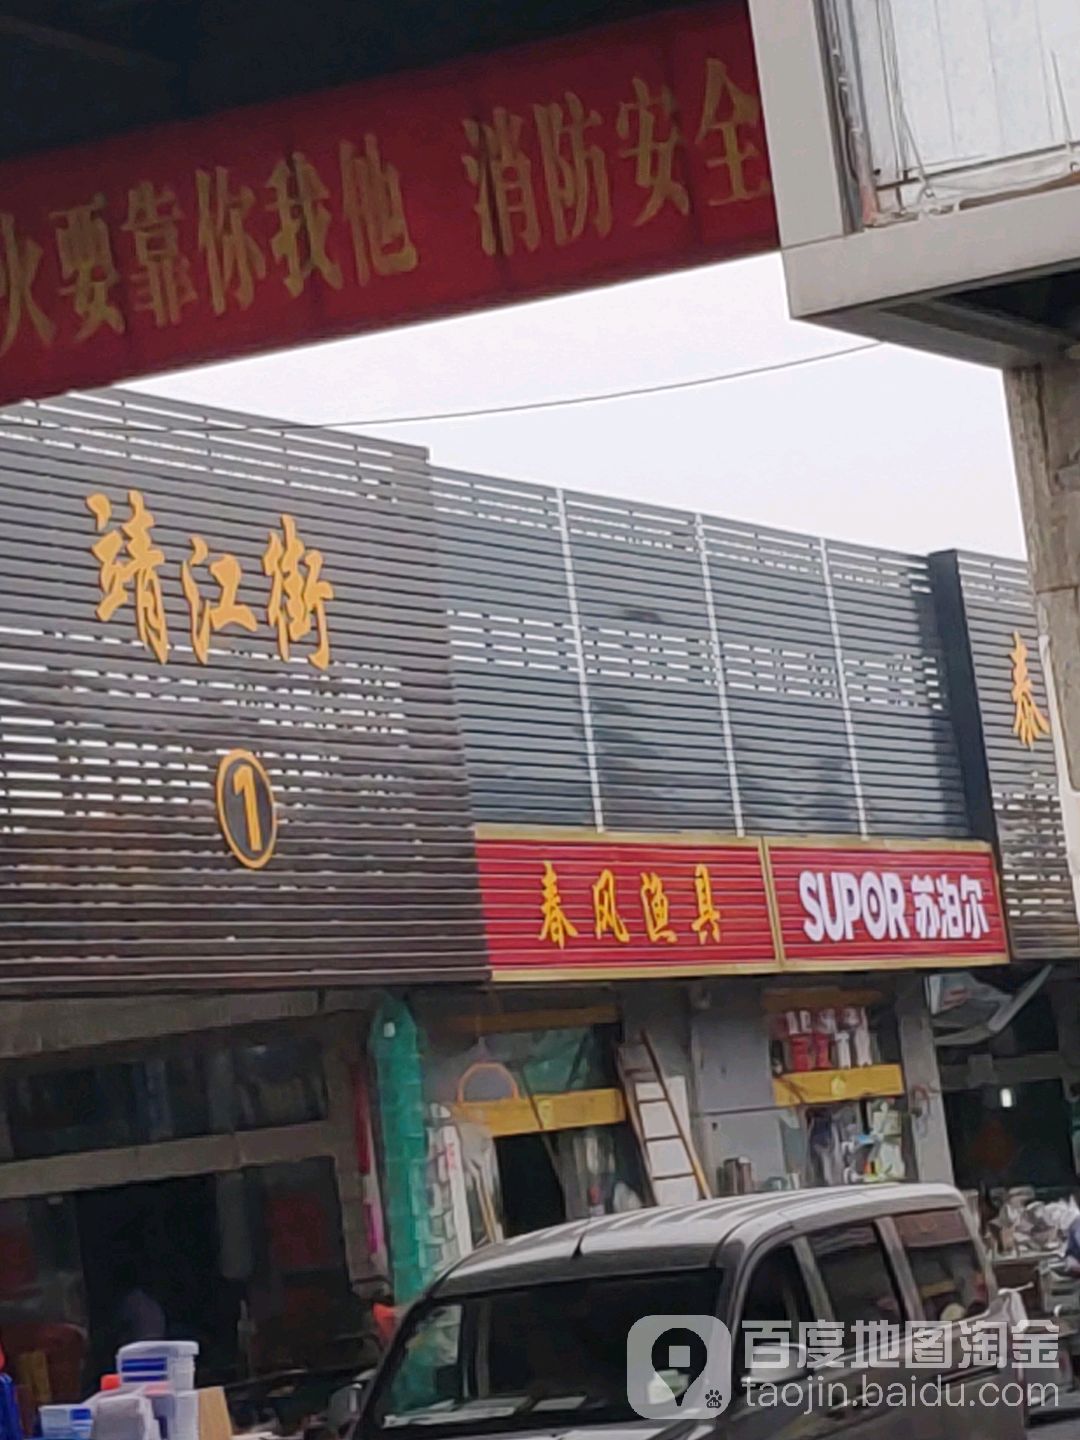 火要靠你我他 消防安全
靖江街
1
泰
春风渔具
SUPOR 苏泊尔
百度地图淘金
taojin.baidu.com
du